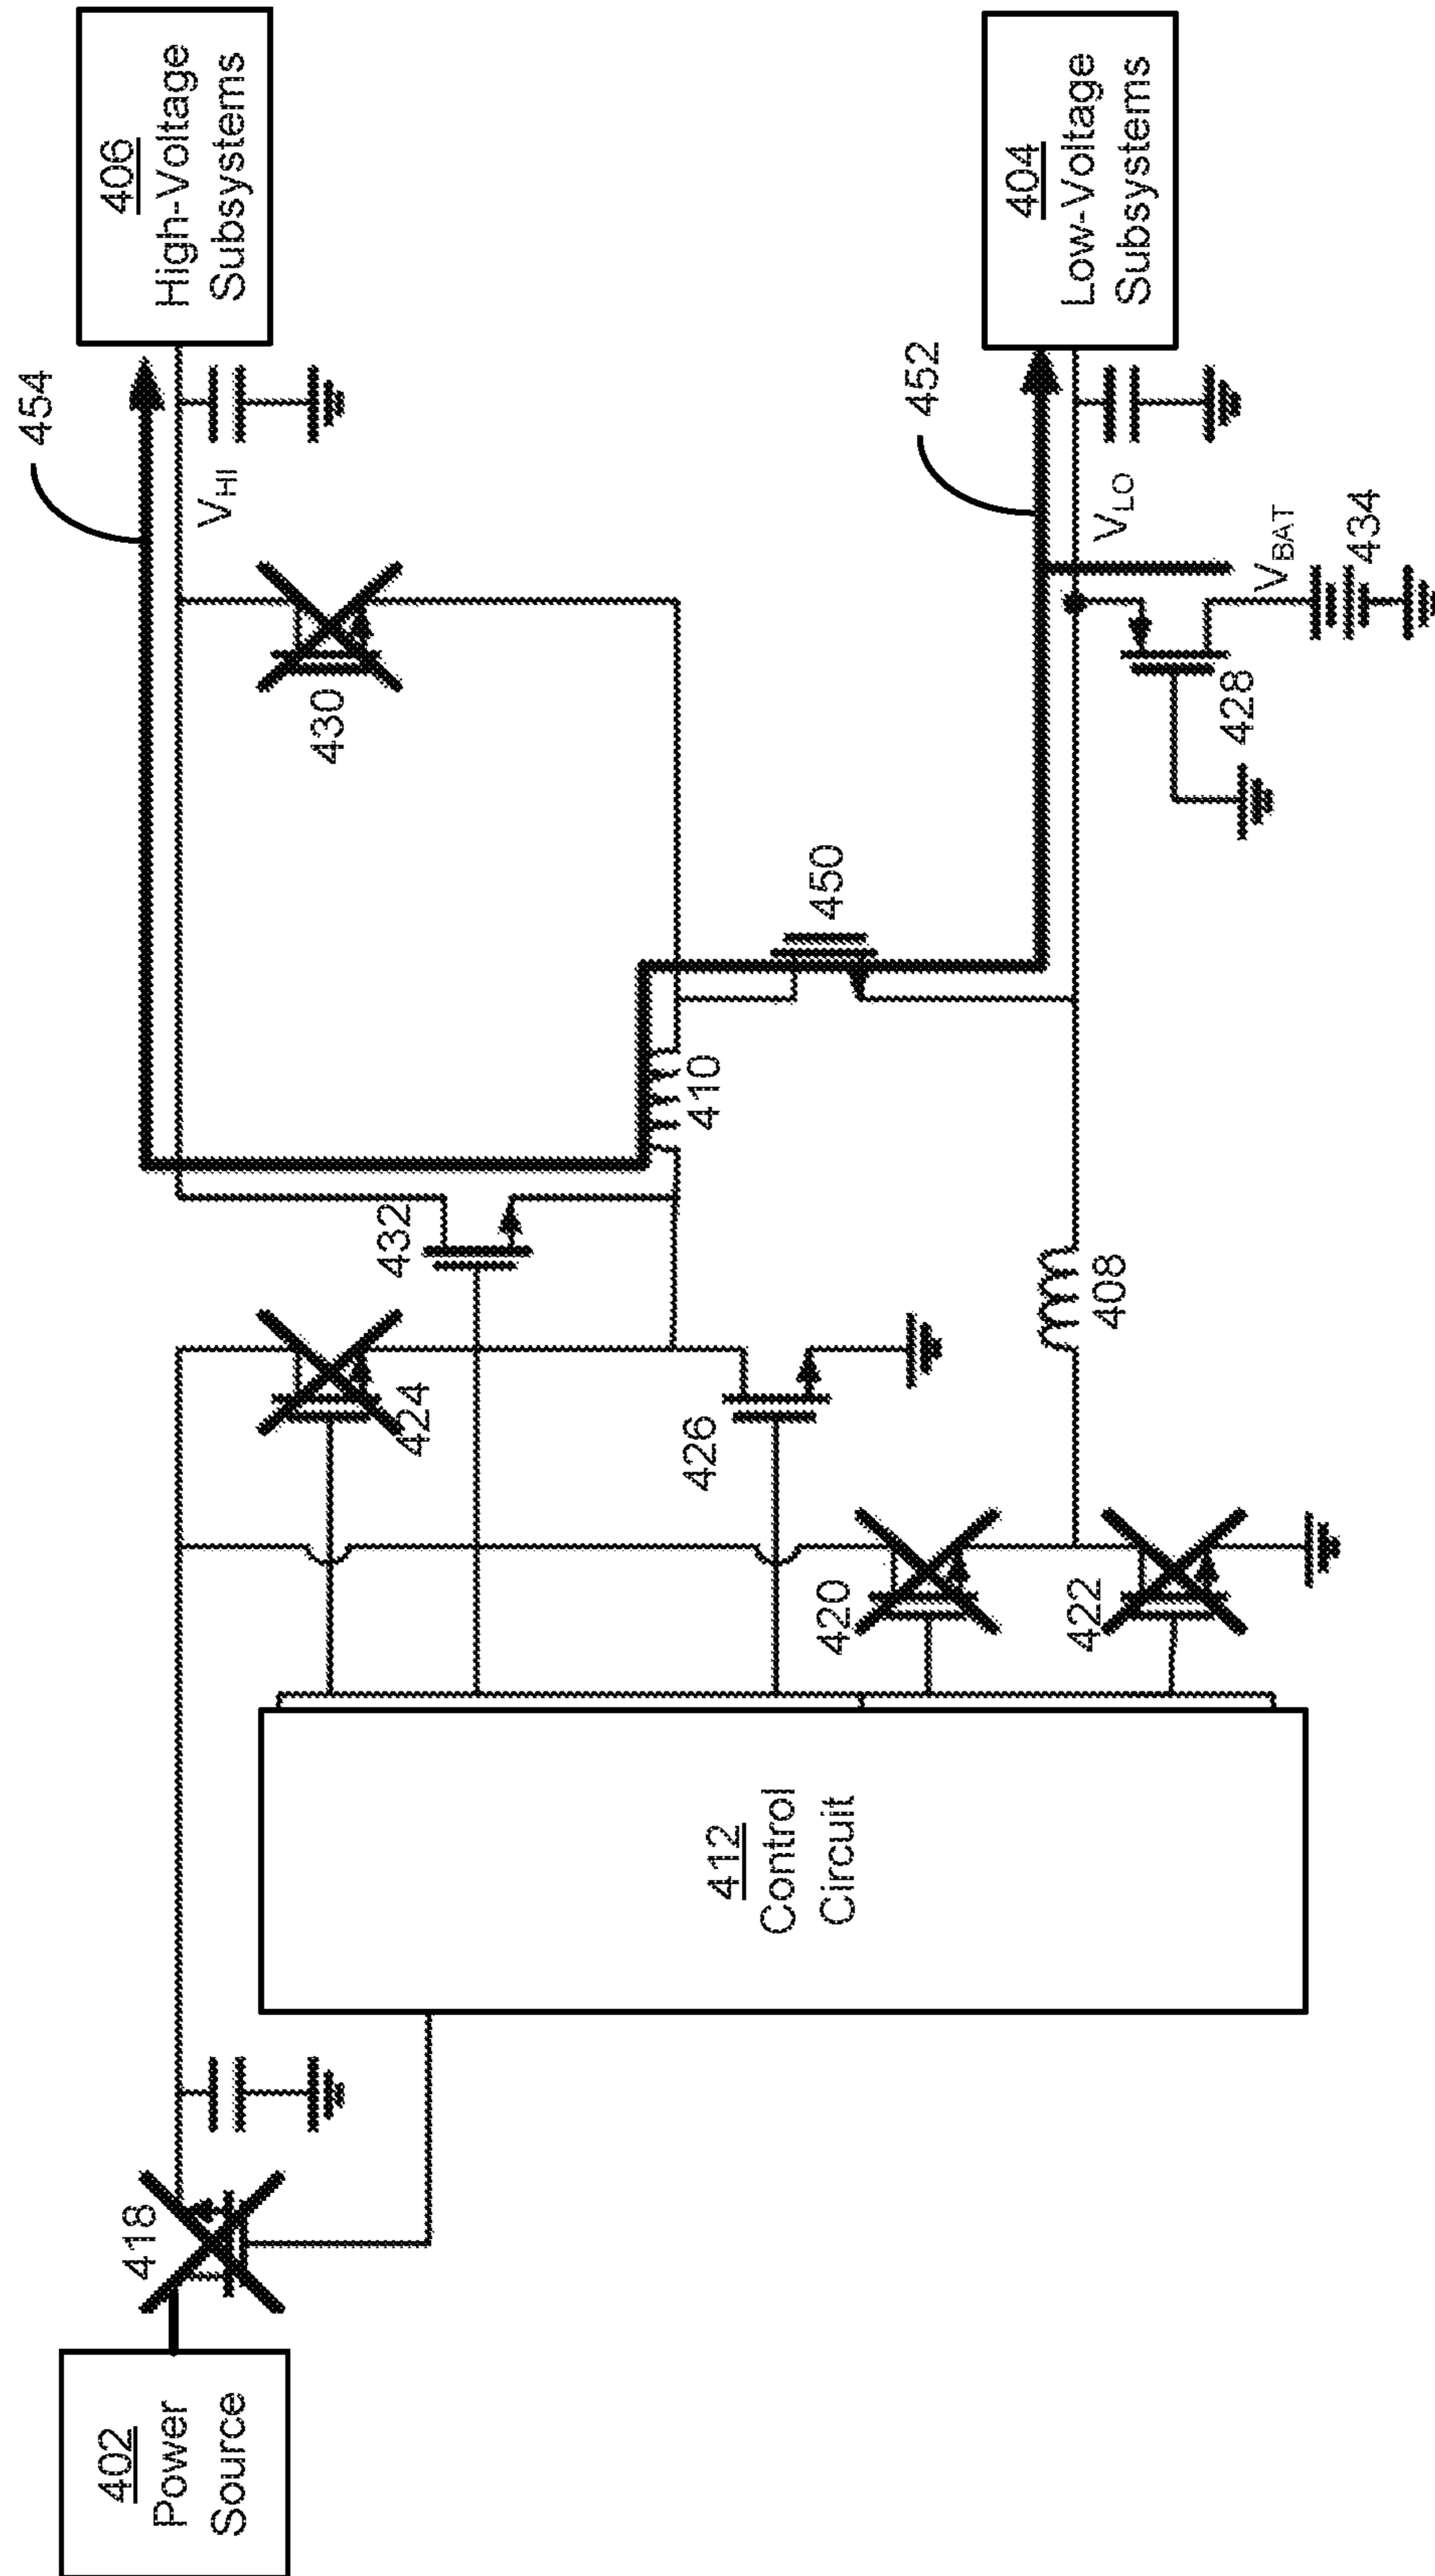 402
Power
Source
418
412
Control
Circuit
424
432
426
420
422
410
408
450
430
428
V_HI
V_LO
V_BAT
434
454
452
406
High-Voltage
Subsystems
404
Low-Voltage
Subsystems